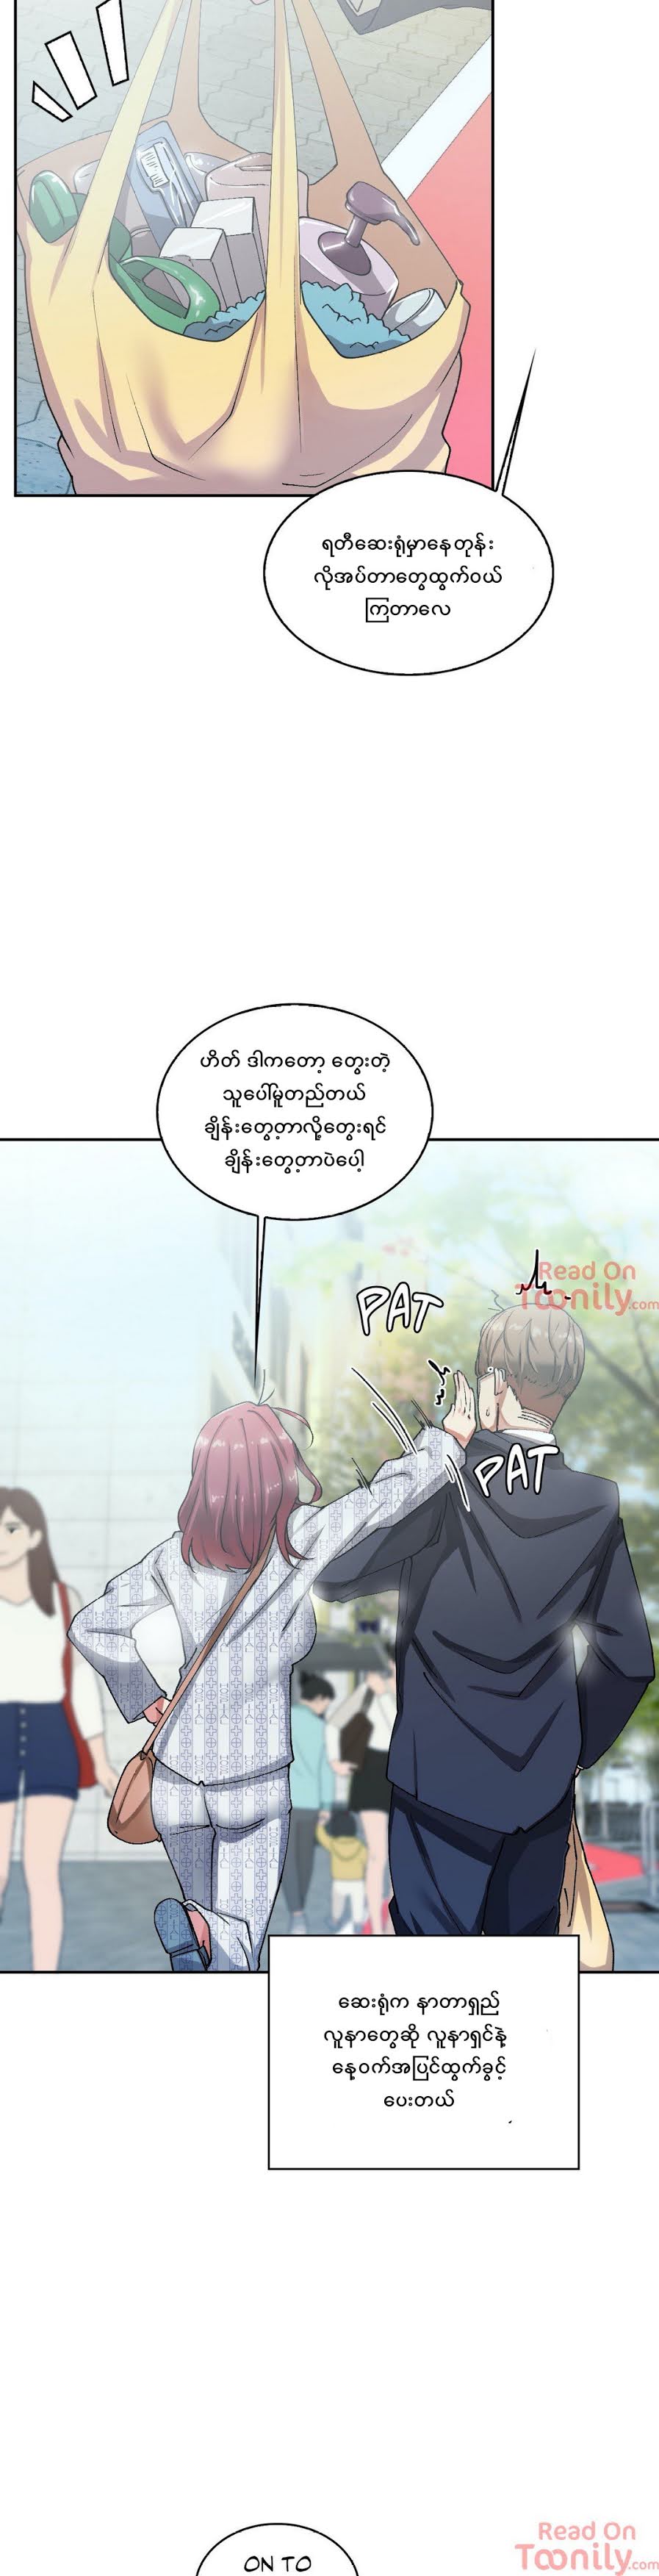 ရတီဆေးရုံမှာနေတုန်း
လိုအပ်တာတွေထွက်ဝယ်
ကြတာလေ
ဟိတ် ဒါကတော့ တွေးတဲ့
သူပေါ်မူတည်တယ်
ချိန်းတွေ့တာလို့တွေးရင်
ချိန်းတွေ့တာပဲပေါ့
Read On
Toonily.com
PAT
PAT
ဆေးရုံက နာတာရှည်
လူနာတွေဆို လူနာရှင်နဲ့
နေ့ဝက်အပြင်ထွက်ခွင့်
ပေးတယ်
Read On
Toonily.com
ON TO